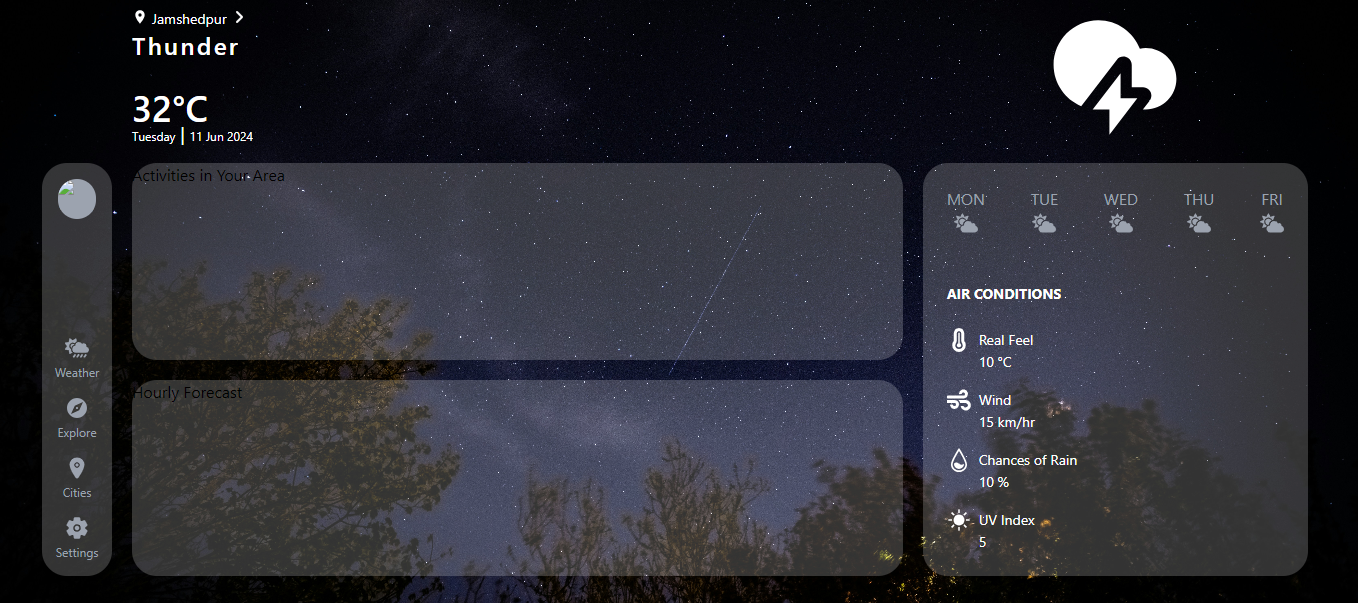 Jamshedpur
Thunder
32°C
Tuesday | 11 Jun 2024
Weather
Explore
Cities
Settings
Activities in Your Area
Hourly Forecast
MON TUE WED THU FRI
AIR CONDITIONS
Real Feel
10 °C
Wind
15 km/hr
Chances of Rain
10 %
UV Index
5